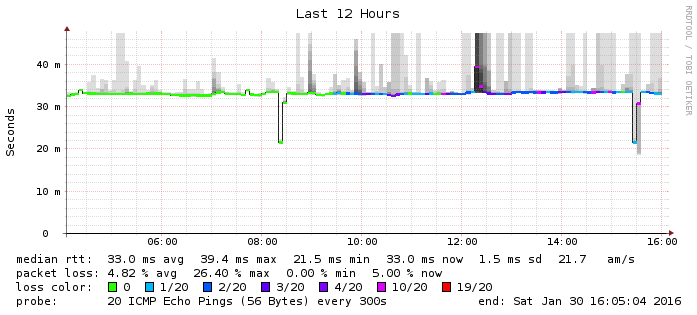 Last 12 Hours
RRDTOOL / TOBI OETIKER
Seconds
40 m
30 m
20 m
10 m
0
06:00 08:00 10:00 12:00 14:00 16:00
median rtt: 33.0 ms avg 39.4 ms max 21.5 ms min 33.0 ms now 1.5 ms sd 21.7 am/s
packet loss: 4.82 % avg 26.40 % max 0.00 % min 5.00 % now
loss color: 0 1/20 2/20 3/20 4/20 10/20 19/20
probe: 20 ICMP Echo Pings (56 Bytes) every 300s end: Sat Jan 30 16:05:04 2016